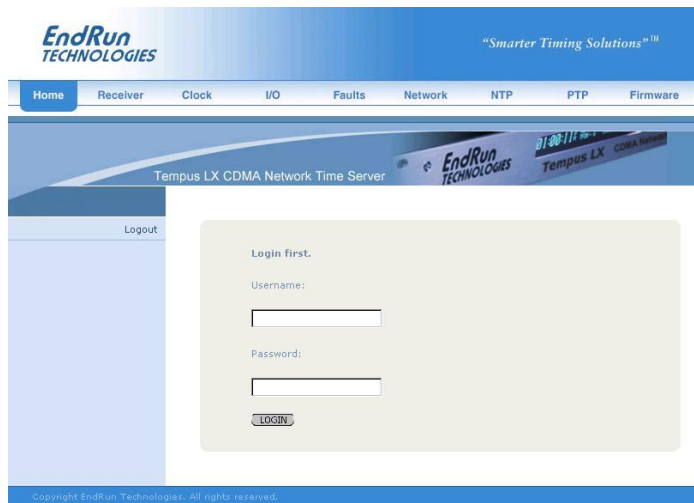 EndRun
TECHNOLOGIES
“Smarter Timing Solutions”™
Home Receiver Clock I/O Faults Network NTP PTP Firmware
Tempus LX CDMA Network Time Server
EndRun
TECHNOLOGIES
Tempus LX CDMA
Logout
Login first.
Username:
Password:
LOGIN
Copyright EndRun Technologies. All rights reserved.